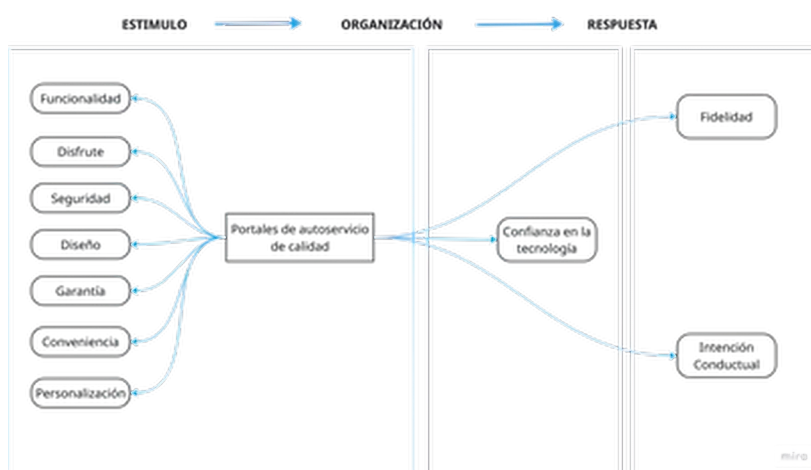 ESTIMULO
ORGANIZACIÓN
RESPUESTA
Funcionalidad
Disfrute
Seguridad
Diseño
Garantía
Conveniencia
Personalización
Portales de autoservicio
de calidad
Confianza en la
tecnología
Fidelidad
Intención
Conductual
miro